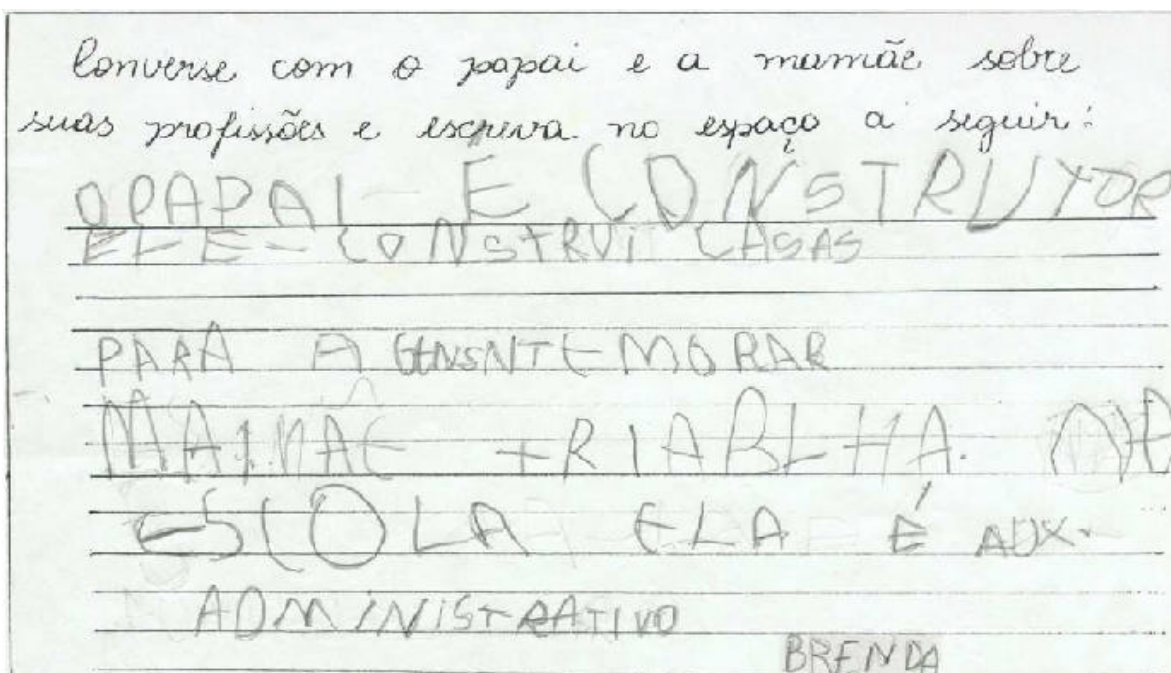 Converse com o papai e a mamãe sobre
suas profissões e escreva no espaço a seguir:
O PAPAI É CONSTRUTOR
ELE CONSTRUI CASAS
PARA A GENSNTE MORAR
MAIMÃE TRIABLHA NA
ESCOLA ELA É AUX.
ADMINISTRATIVO
BRENDA